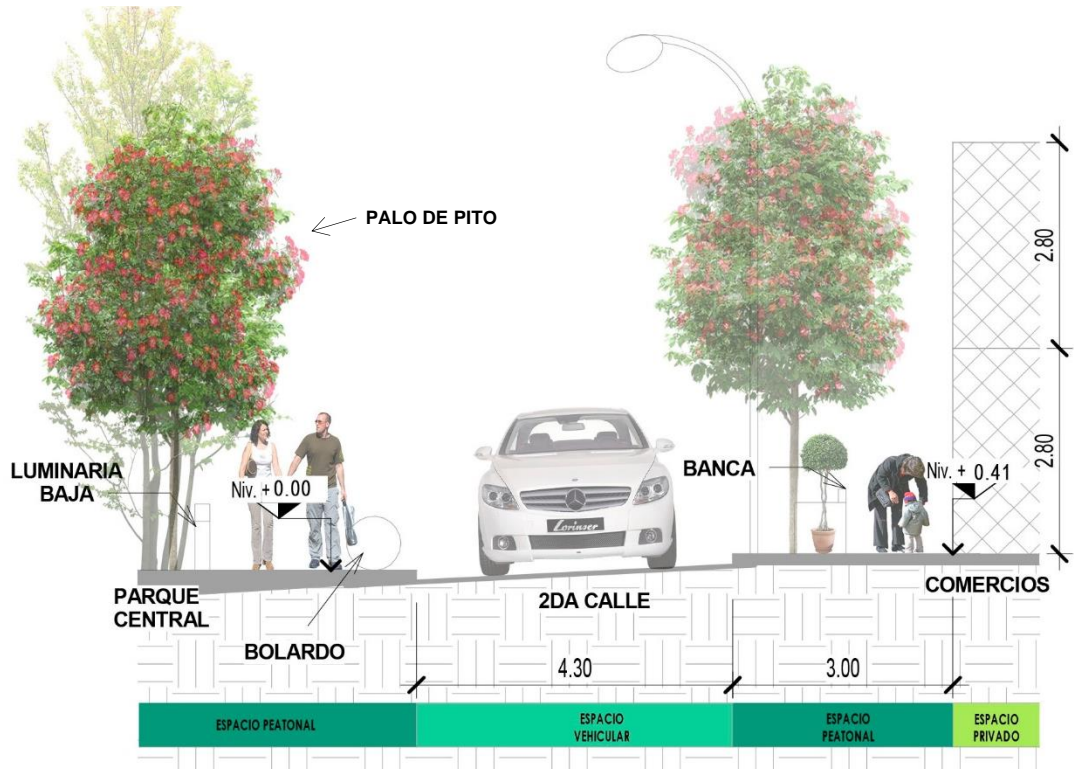 PALO DE PITO
2.80
LUMINARIA
BAJA
BANCA
Niv. + 0.00
Niv. + 0.41
2.80
Lorinser
PARQUE
CENTRAL
2DA CALLE
COMERCIOS
BOLARDO
4.30
3.00
ESPACIO PEATONAL
ESPACIO
VEHICULAR
ESPACIO
PEATONAL
ESPACIO
PRIVADO